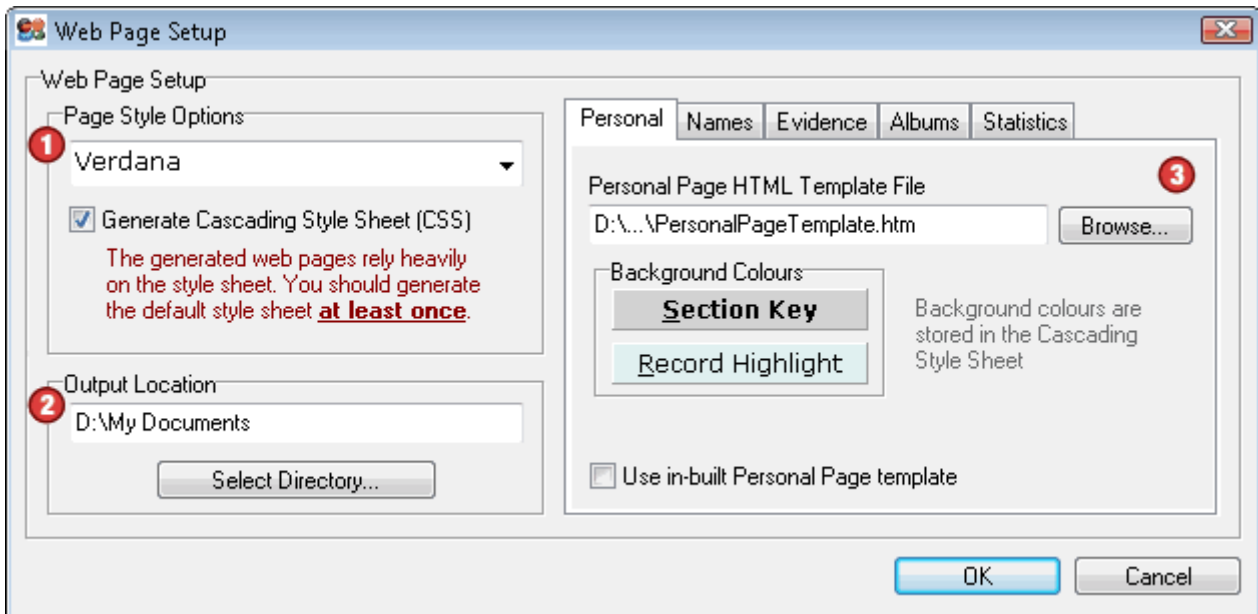 Web Page Setup
Web Page Setup
Page Style Options
1
Verdana
Generate Cascading Style Sheet (CSS)
The generated web pages rely heavily
on the style sheet. You should generate
the default style sheet at least once.
2
Output Location
D:\My Documents
Select Directory...
Personal Names Evidence Albums Statistics
3
Personal Page HTML Template File
D:\...\PersonalPageTemplate.htm Browse...
Background Colours
Section Key
Record Highlight
Background colours are
stored in the Cascading
Style Sheet
Use in-built Personal Page template
OK Cancel